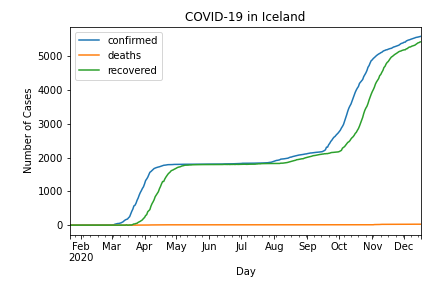 COVID-19 in Iceland
confirmed
deaths
recovered
Number of Cases
5000
4000
3000
2000
1000
0
Feb Mar Apr May Jun Jul Aug Sep Oct Nov Dec
2020
Day